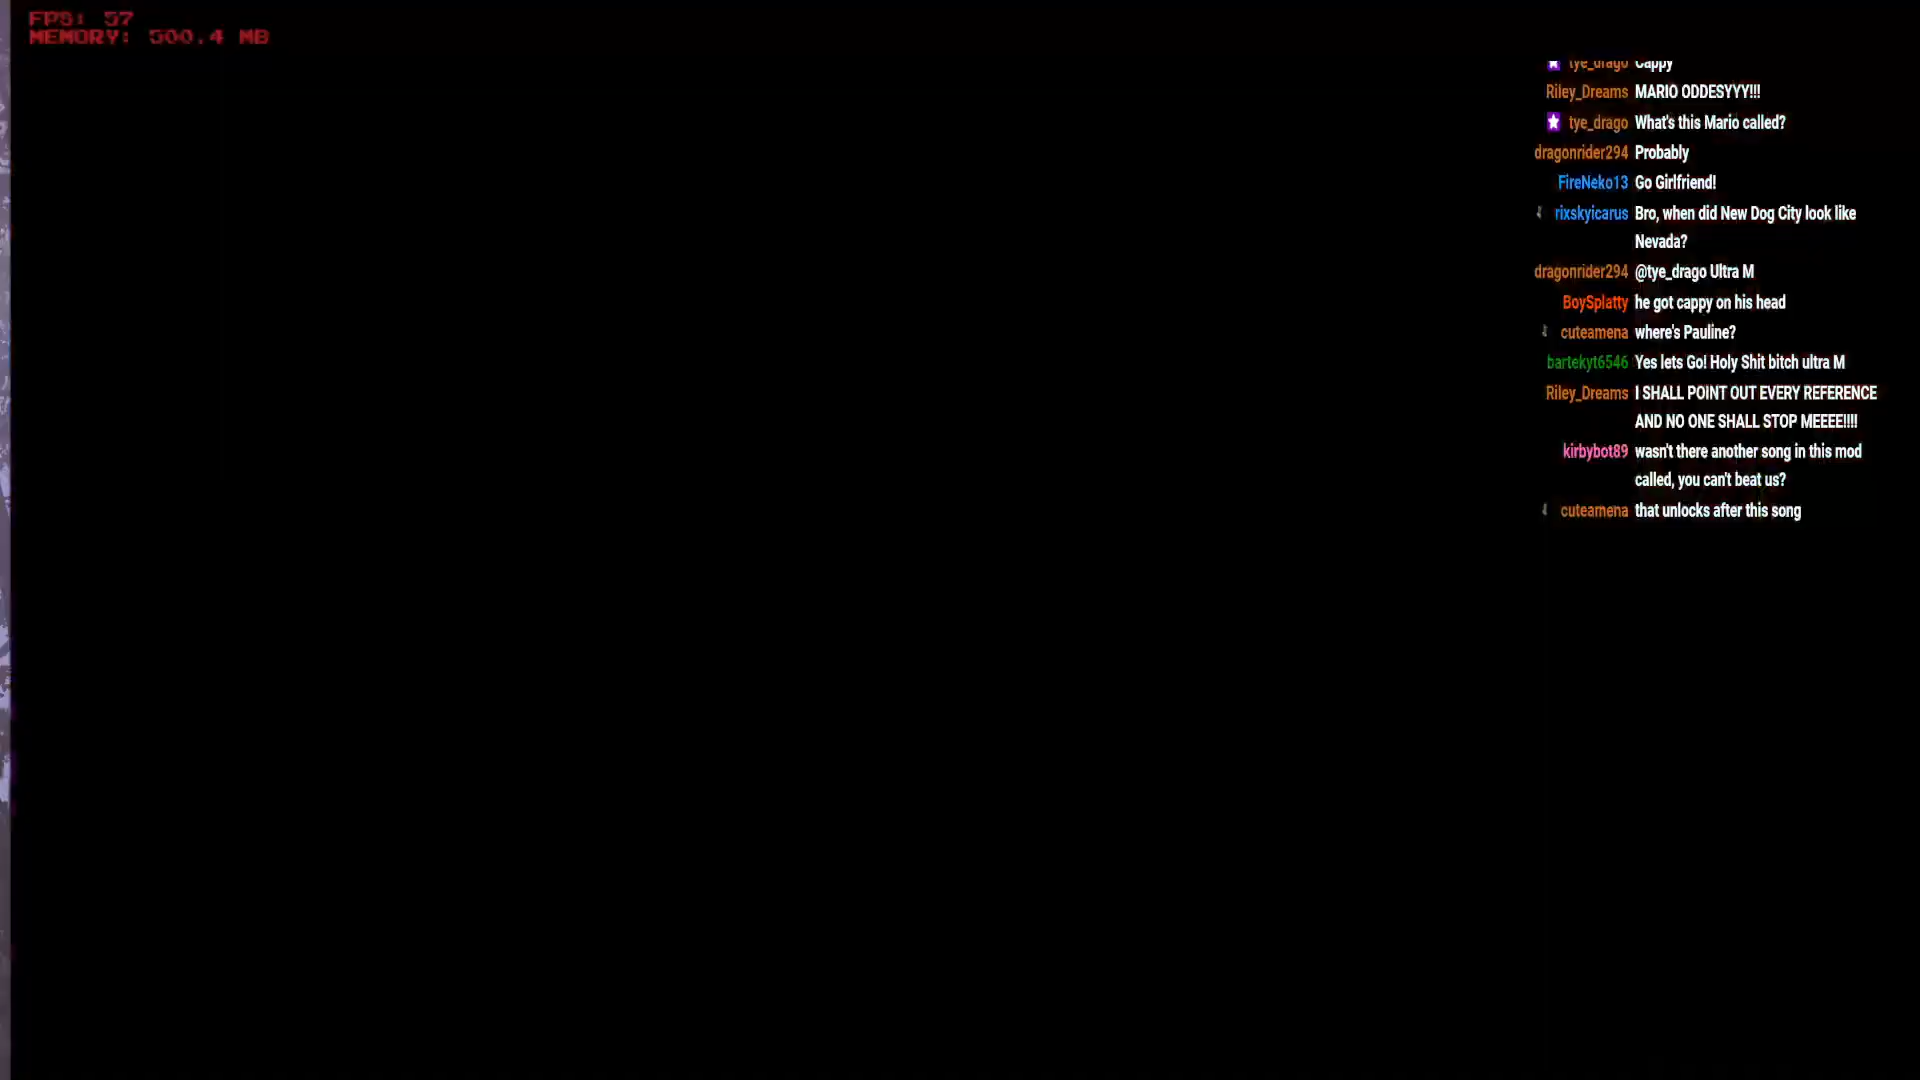 FPS: 57
MEMORY: 500.4 MB
tye_drago Cappy
Riley_Dreams MARIO ODDESYYY!!!
tye_drago What's this Mario called?
dragonrider294 Probably
FireNeko13 Go Girlfriend!
rixskyicarus Bro, when did New Dog City look like
Nevada?
dragonrider294 @tye_drago Ultra M
BoySplatty he got cappy on his head
cuteamena where's Pauline?
bartekyt6546 Yes lets Go! Holy Shit bitch ultra M
Riley_Dreams I SHALL POINT OUT EVERY REFERENCE
AND NO ONE SHALL STOP MEEEE!!!!
kirbybot89 wasn't there another song in this mod
called, you can't beat us?
cuteamena that unlocks after this song